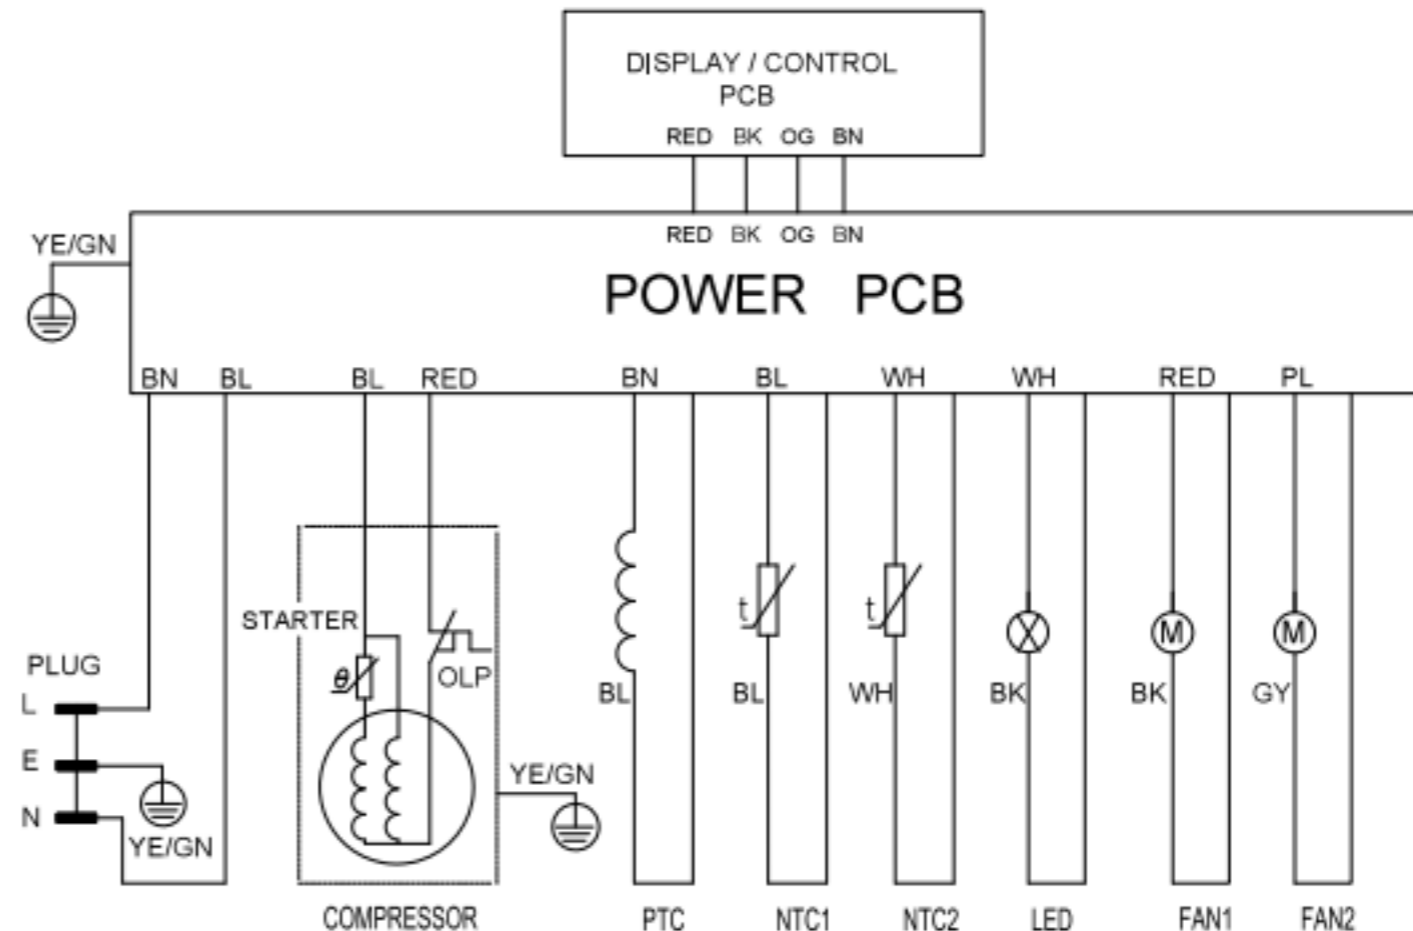 DISPLAY / CONTROL
PCB
RED BK OG BN
YE/GN
RED BK OG BN
POWER PCB
BN BL BL RED BN BL WH WH RED PL
STARTER
t t M M
θ
OLP
PLUG
BL BL WH BK BK GY
L
E
YE/GN
N
YE/GN
COMPRESSOR PTC NTC1 NTC2 LED FAN1 FAN2